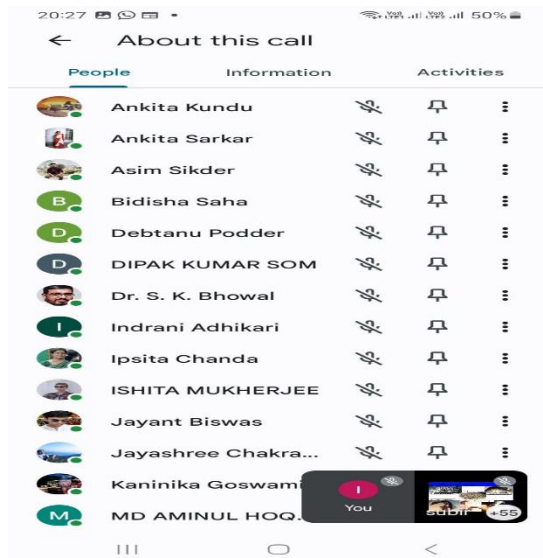 20:27 50%
About this call
People Information Activities
Ankita Kundu
Ankita Sarkar
Asim Sikder
B Bidisha Saha
D Debtanu Podder
D DIPAK KUMAR SOM
Dr. S. K. Bhowal
I Indrani Adhikari
Ipsita Chanda
ISHITA MUKHERJEE
Jayant Biswas
Jayashree Chakra...
Kaninika Goswami
M MD AMINUL HOQ.
I
You subir +55